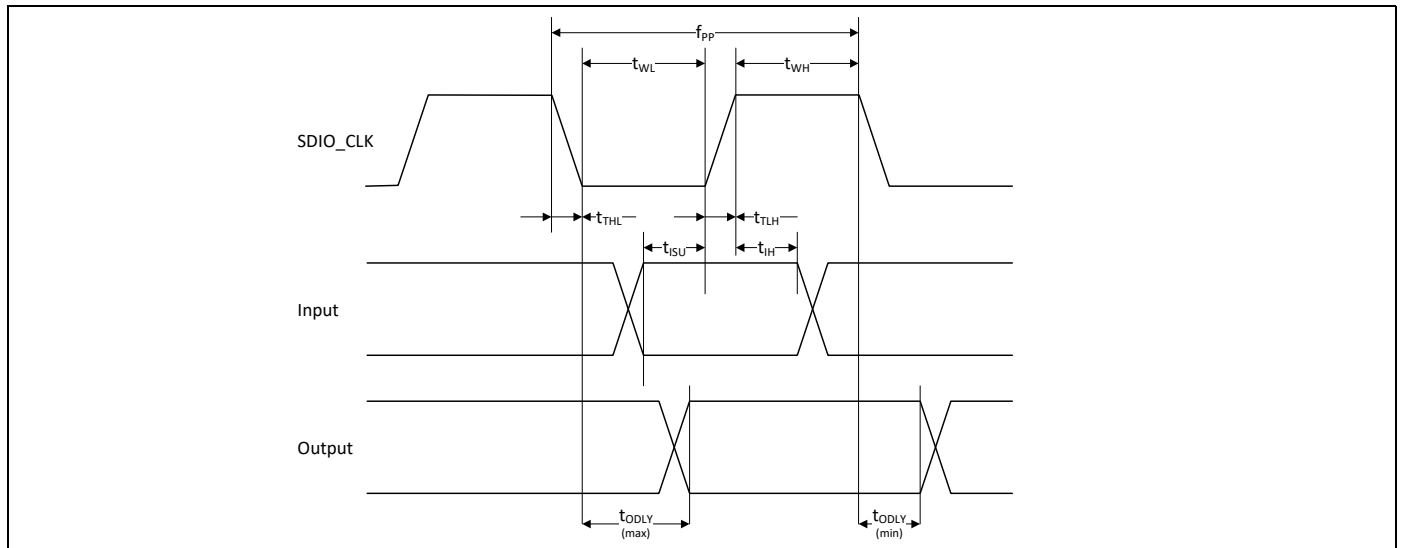 fPP
tWL
tWH
SDIO_CLK
tTHL
tTLH
tISU
tIH
Input
Output
tODLY
(max)
tODLY
(min)